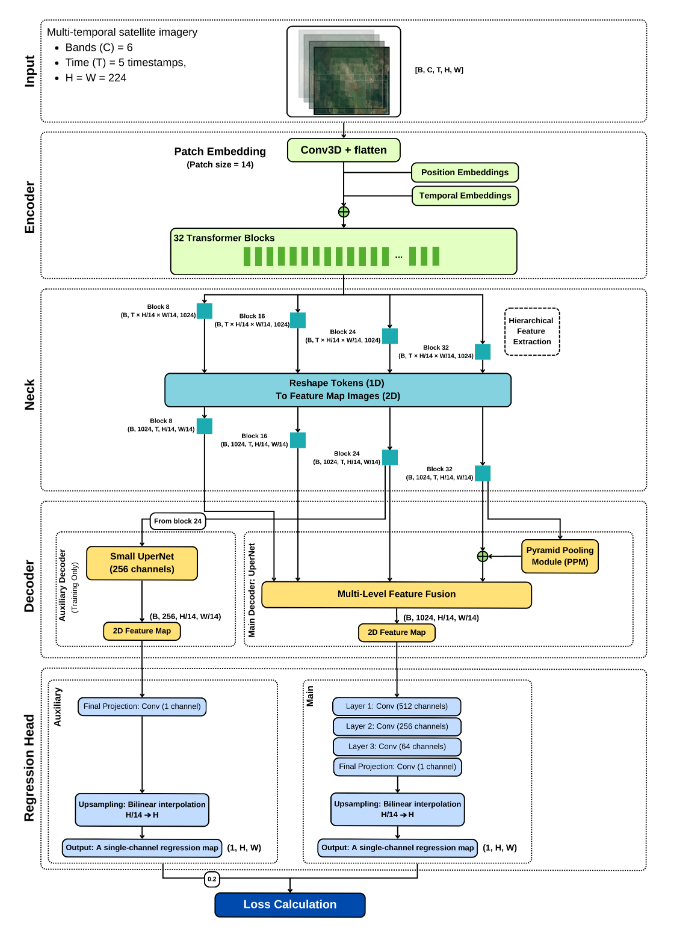 Input
Multi-temporal satellite imagery
• Bands (C) = 6
• Time (T) = 5 timestamps,
• H = W = 224
[B, C, T, H, W]
Encoder
Patch Embedding
(Patch size = 14)
Conv3D + flatten
Position Embeddings
Temporal Embeddings
32 Transformer Blocks
...
Neck
Block 8
(B, T × H/14 × W/14, 1024)
Block 16
(B, T × H/14 × W/14, 1024)
Block 24
(B, T × H/14 × W/14, 1024)
Block 32
(B, T × H/14 × W/14, 1024)
Hierarchical
Feature
Extraction
Reshape Tokens (1D)
To Feature Map Images (2D)
Block 8
(B, 1024, T, H/14, W/14)
Block 16
(B, 1024, T, H/14, W/14)
Block 24
(B, 1024, T, H/14, W/14)
Block 32
(B, 1024, T, H/14, W/14)
Decoder
From block 24
Auxiliary Decoder
(Training Only)
Small UperNet
(256 channels)
(B, 256, H/14, W/14)
2D Feature Map
Main Decoder: UperNet
Pyramid Pooling
Module (PPM)
Multi-Level Feature Fusion
(B, 1024, H/14, W/14)
2D Feature Map
Regression Head
Auxiliary
Final Projection: Conv (1 channel)
Upsampling: Bilinear interpolation
H/14 ➔ H
Output: A single-channel regression map
(1, H, W)
Main
Layer 1: Conv (512 channels)
Layer 2: Conv (256 channels)
Layer 3: Conv (64 channels)
Final Projection: Conv (1 channel)
Upsampling: Bilinear interpolation
H/14 ➔ H
Output: A single-channel regression map
(1, H, W)
0.2
Loss Calculation